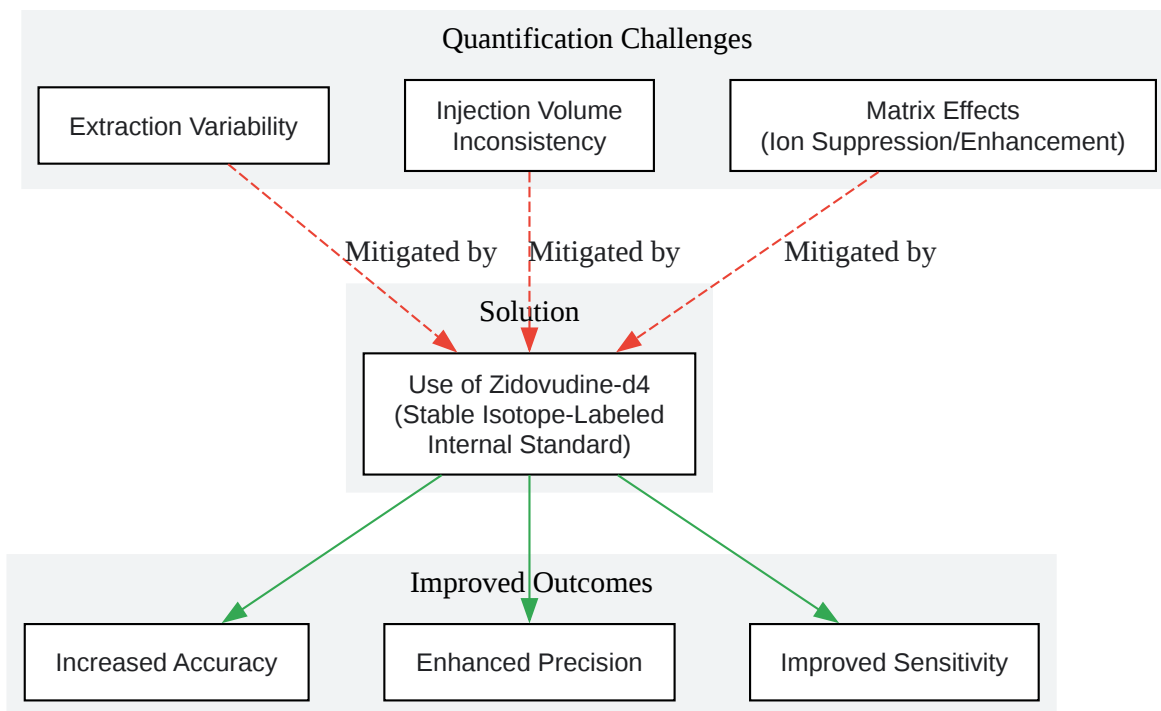 Quantification Challenges
Extraction Variability
Injection Volume
Inconsistency
Matrix Effects
(Ion Suppression/Enhancement)
Mitigated by
Mitigated by
Mitigated by
Solution
Use of Zidovudine-d4
(Stable Isotope-Labeled
Internal Standard)
Improved Outcomes
Increased Accuracy
Enhanced Precision
Improved Sensitivity